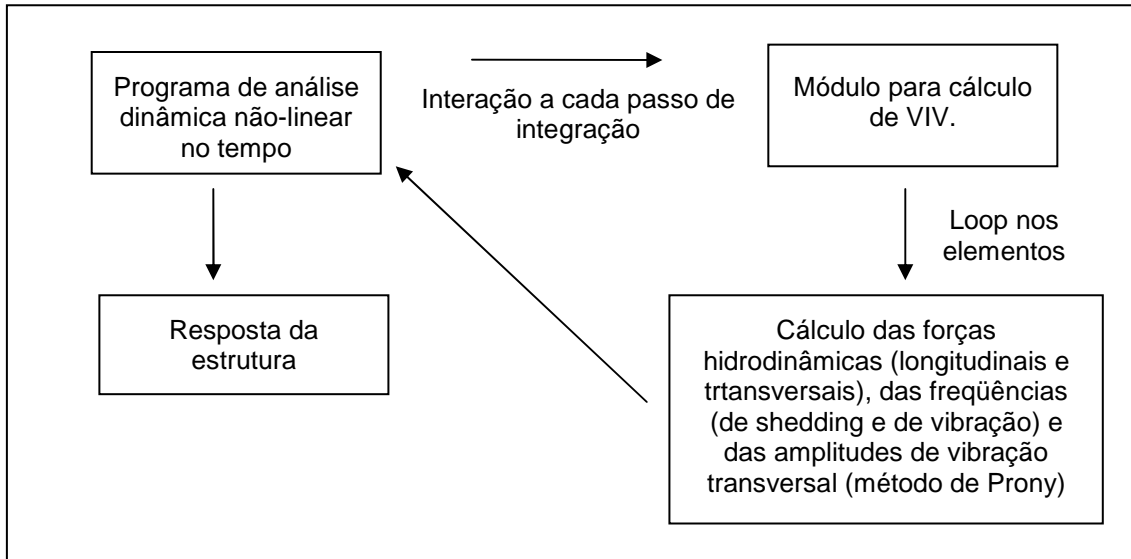 Programa de análise
dinâmica não-linear
no tempo
Interação a cada passo de
integração
Módulo para cálculo
de VIV.
Loop nos
elementos
Resposta da
estrutura
Cálculo das forças
hidrodinâmicas (longitudinais e
trtansversais), das freqüências
(de shedding e de vibração) e
das amplitudes de vibração
transversal (método de Prony)